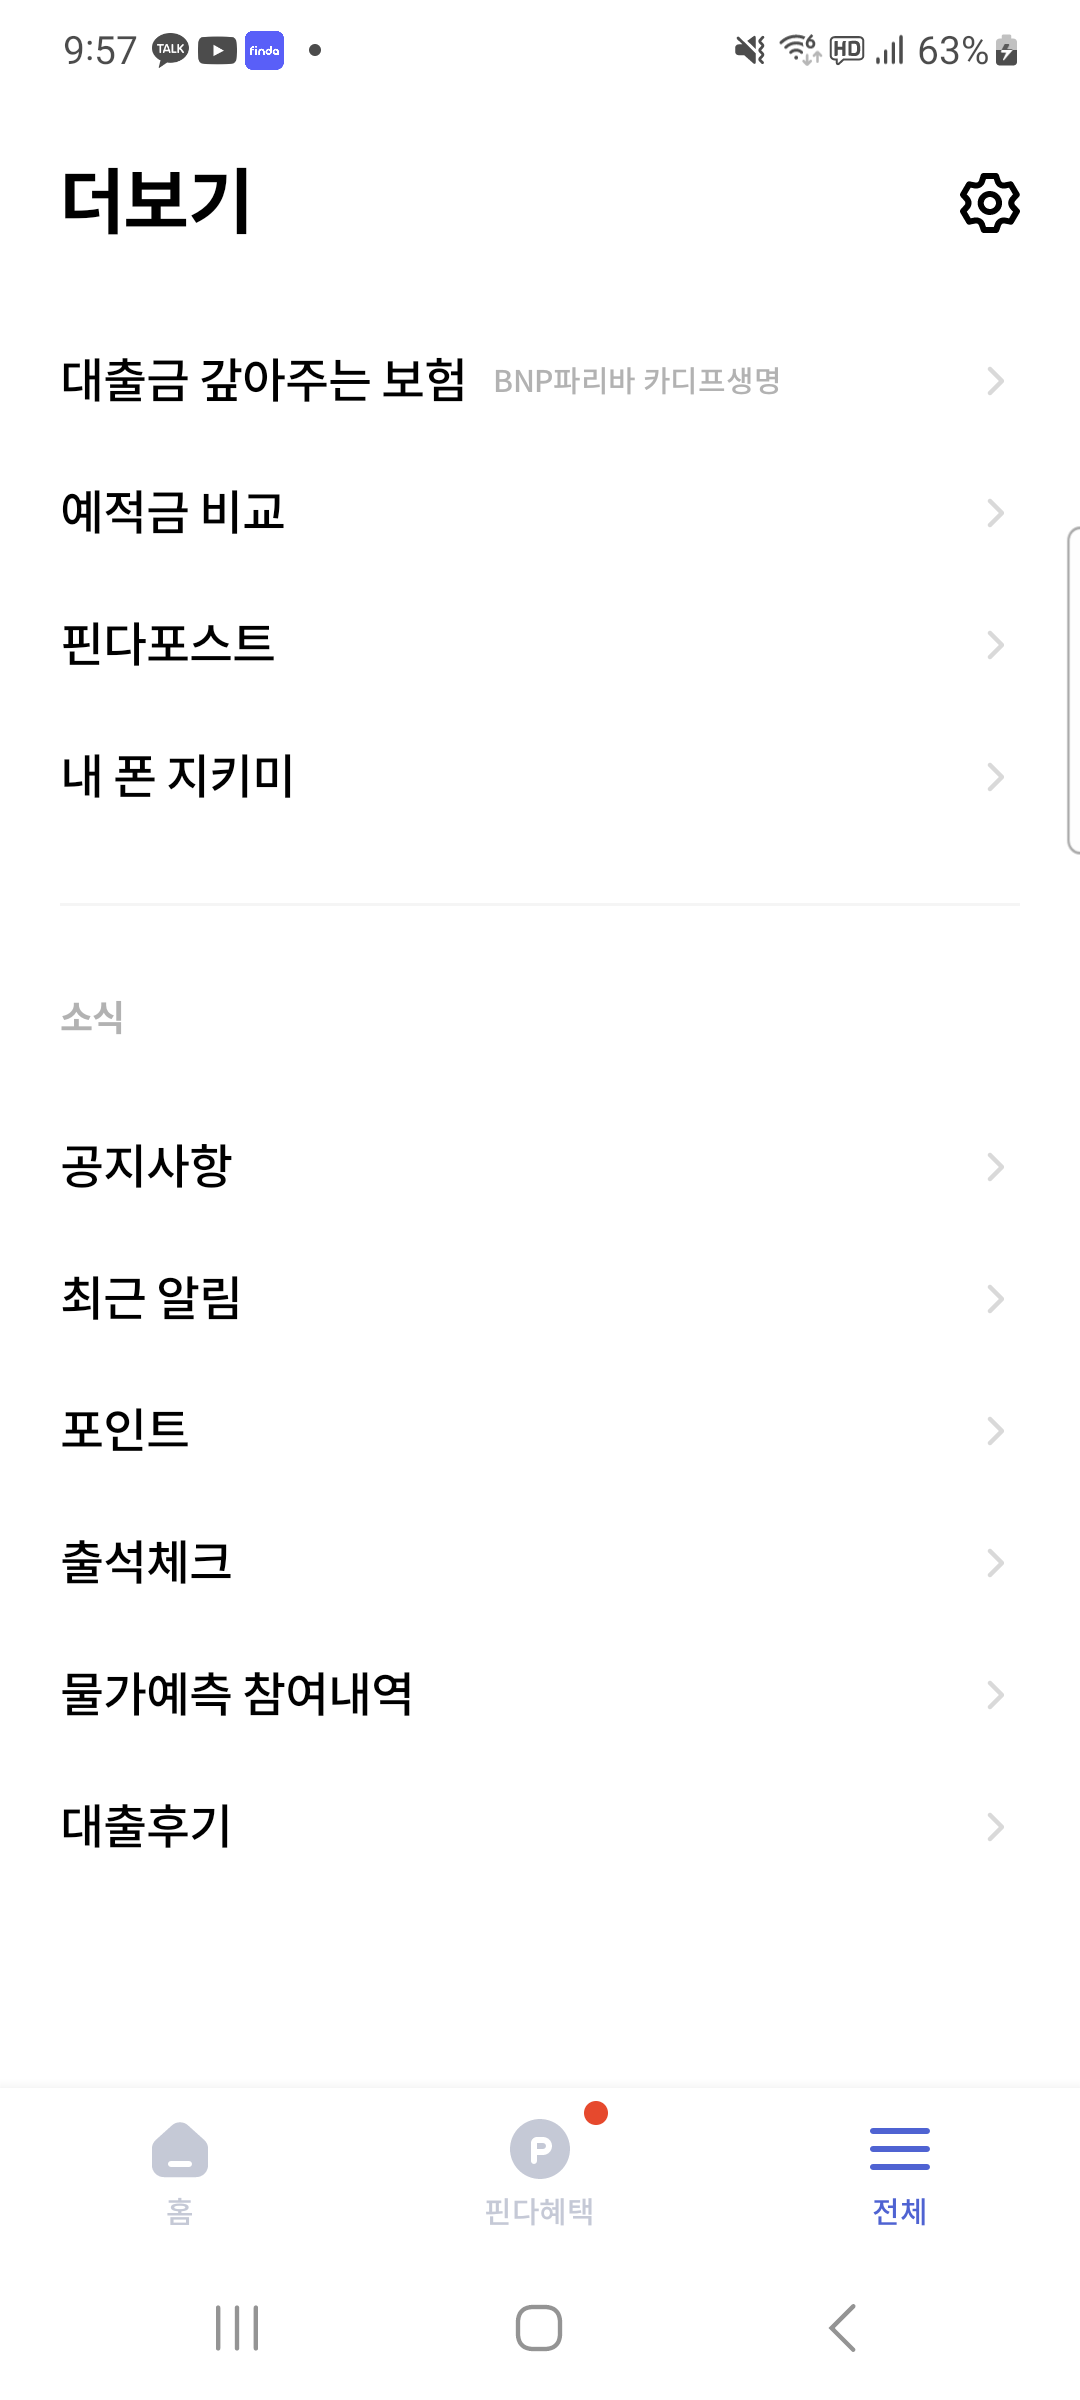 9:57 TALK finda 6 HD 63%
더보기
대출금 갚아주는 보험 BNP파리바 카디프생명
예적금 비교
핀다포스트
내 폰 지키미
소식
공지사항
최근 알림
포인트
출석체크
물가예측 참여내역
대출후기
P
홈 핀다혜택 전체